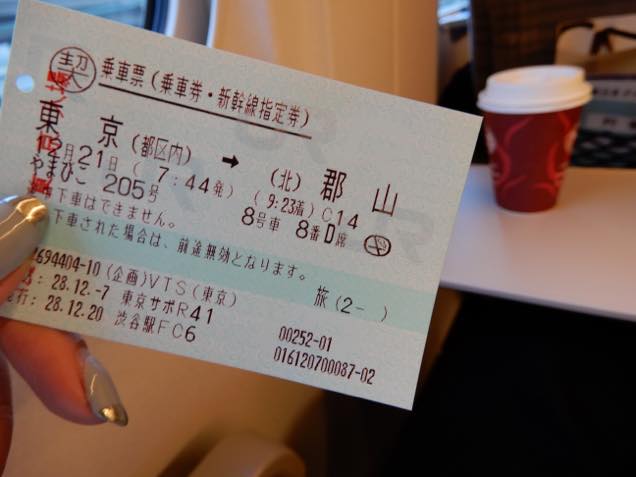 契 乗車票(乗車券・新幹線指定券)
東京(都区内) → (北)郡山
12月21日(7:44発) (9:23着)C14
やまびこ 205号 8号車 8番D席
下車はできません。
下車された場合は、前途無効となります。
694404-10(企画)VTS(東京) 旅(2- )
:28.12.-7 東京サポR41 00252-01
行:28.12.20 渋谷駅FC6 016120700087-02